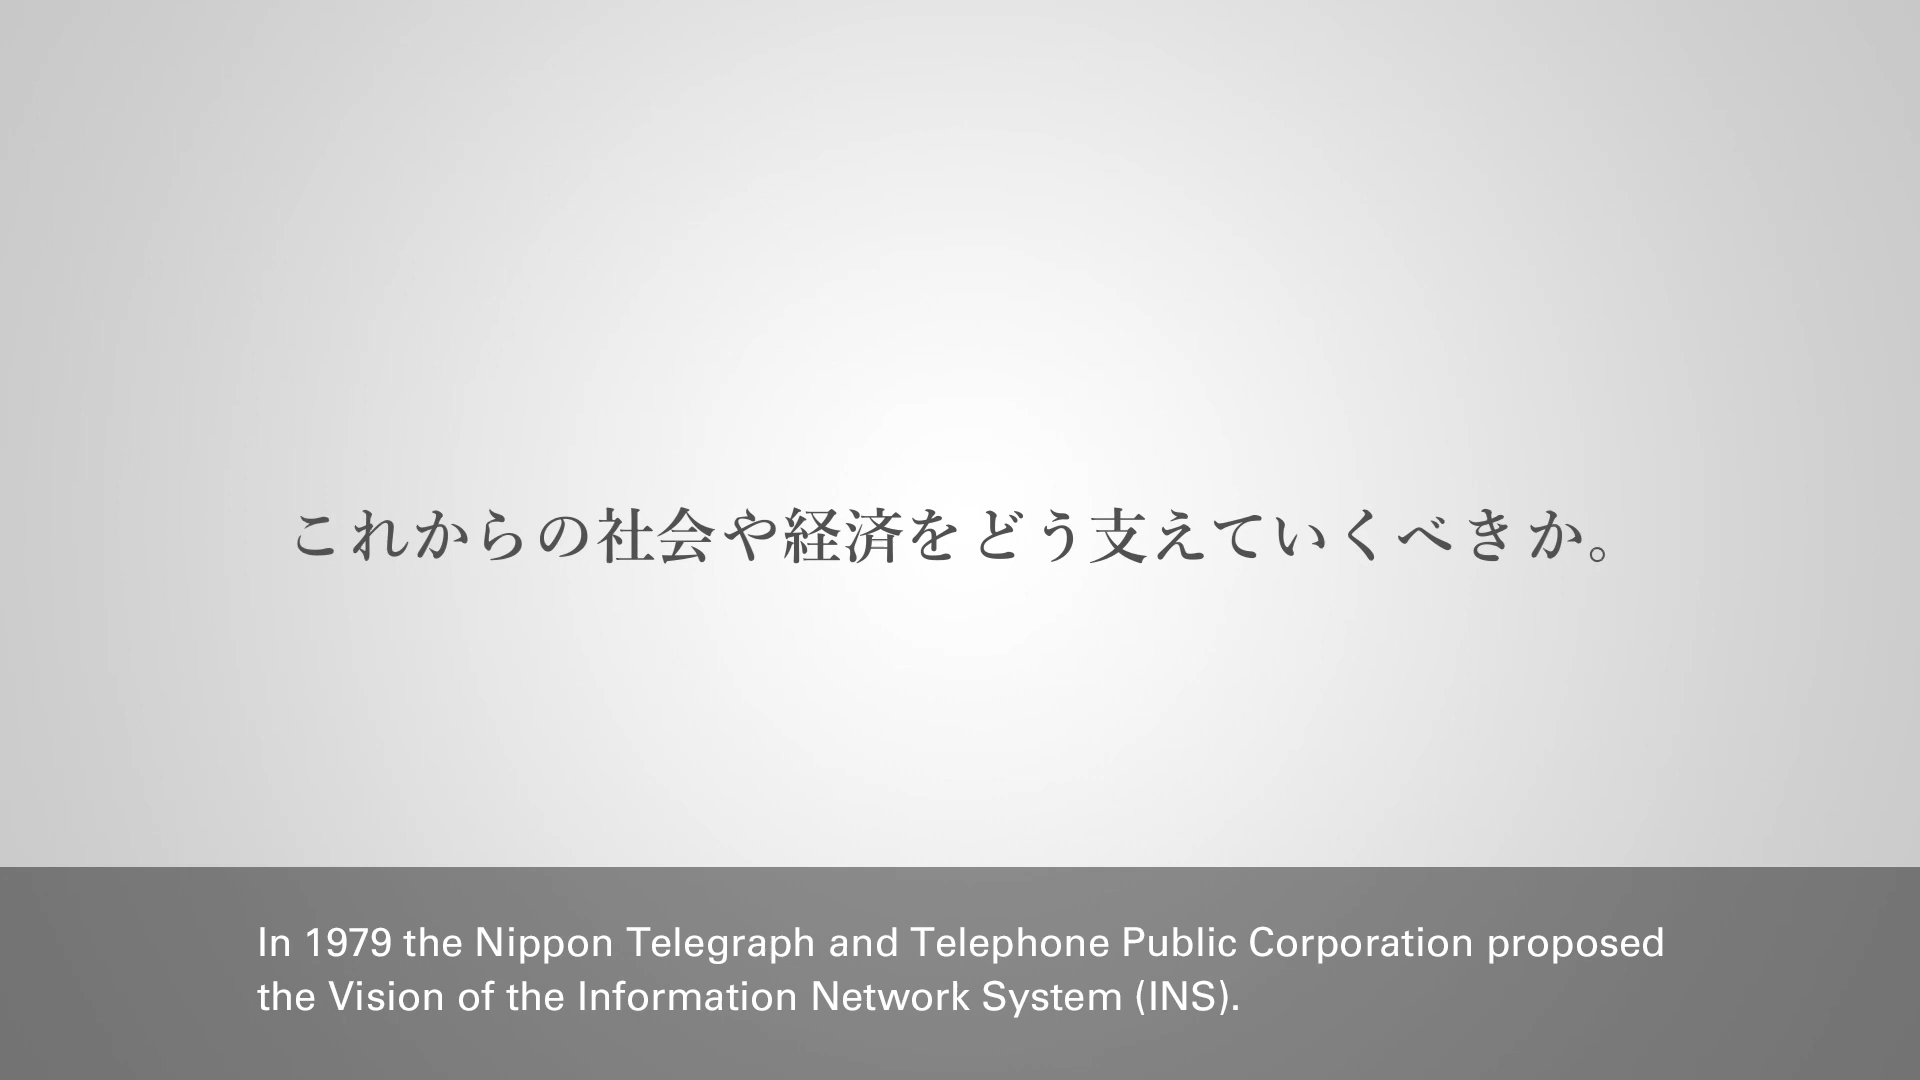 これからの社会や経済をどう支えていくべきか。
In 1979 the Nippon Telegraph and Telephone Public Corporation proposed
the Vision of the Information Network System (INS).